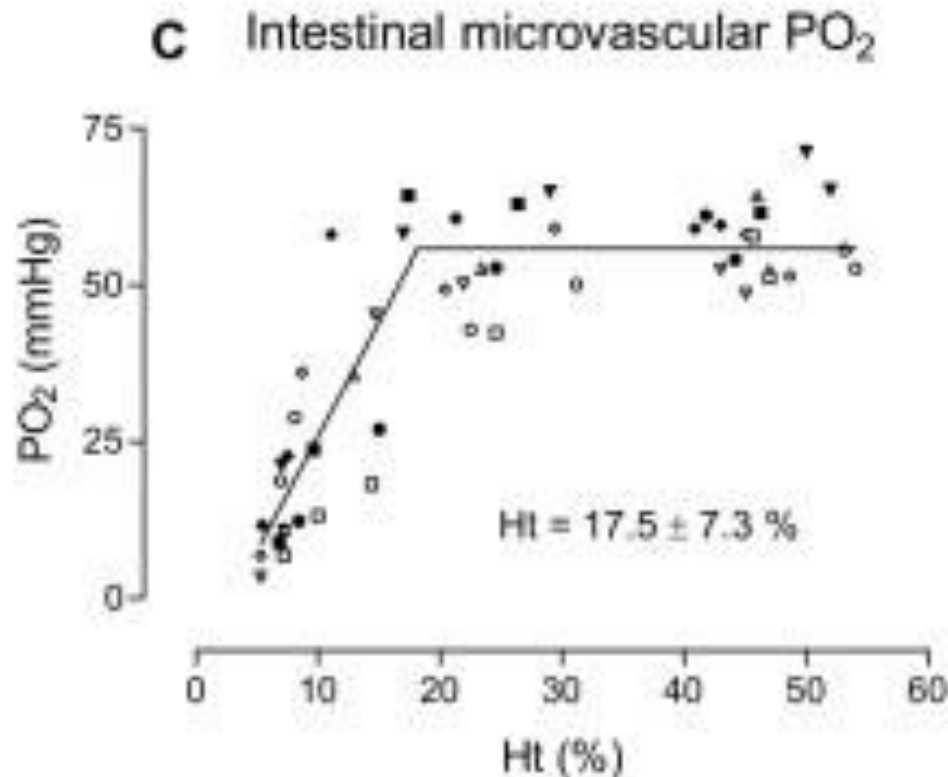 C Intestinal microvascular PO₂
75
50
25
0
PO₂ (mmHg)
Ht = 17.5 ± 7.3 %
0 10 20 30 40 50 60
Ht (%)